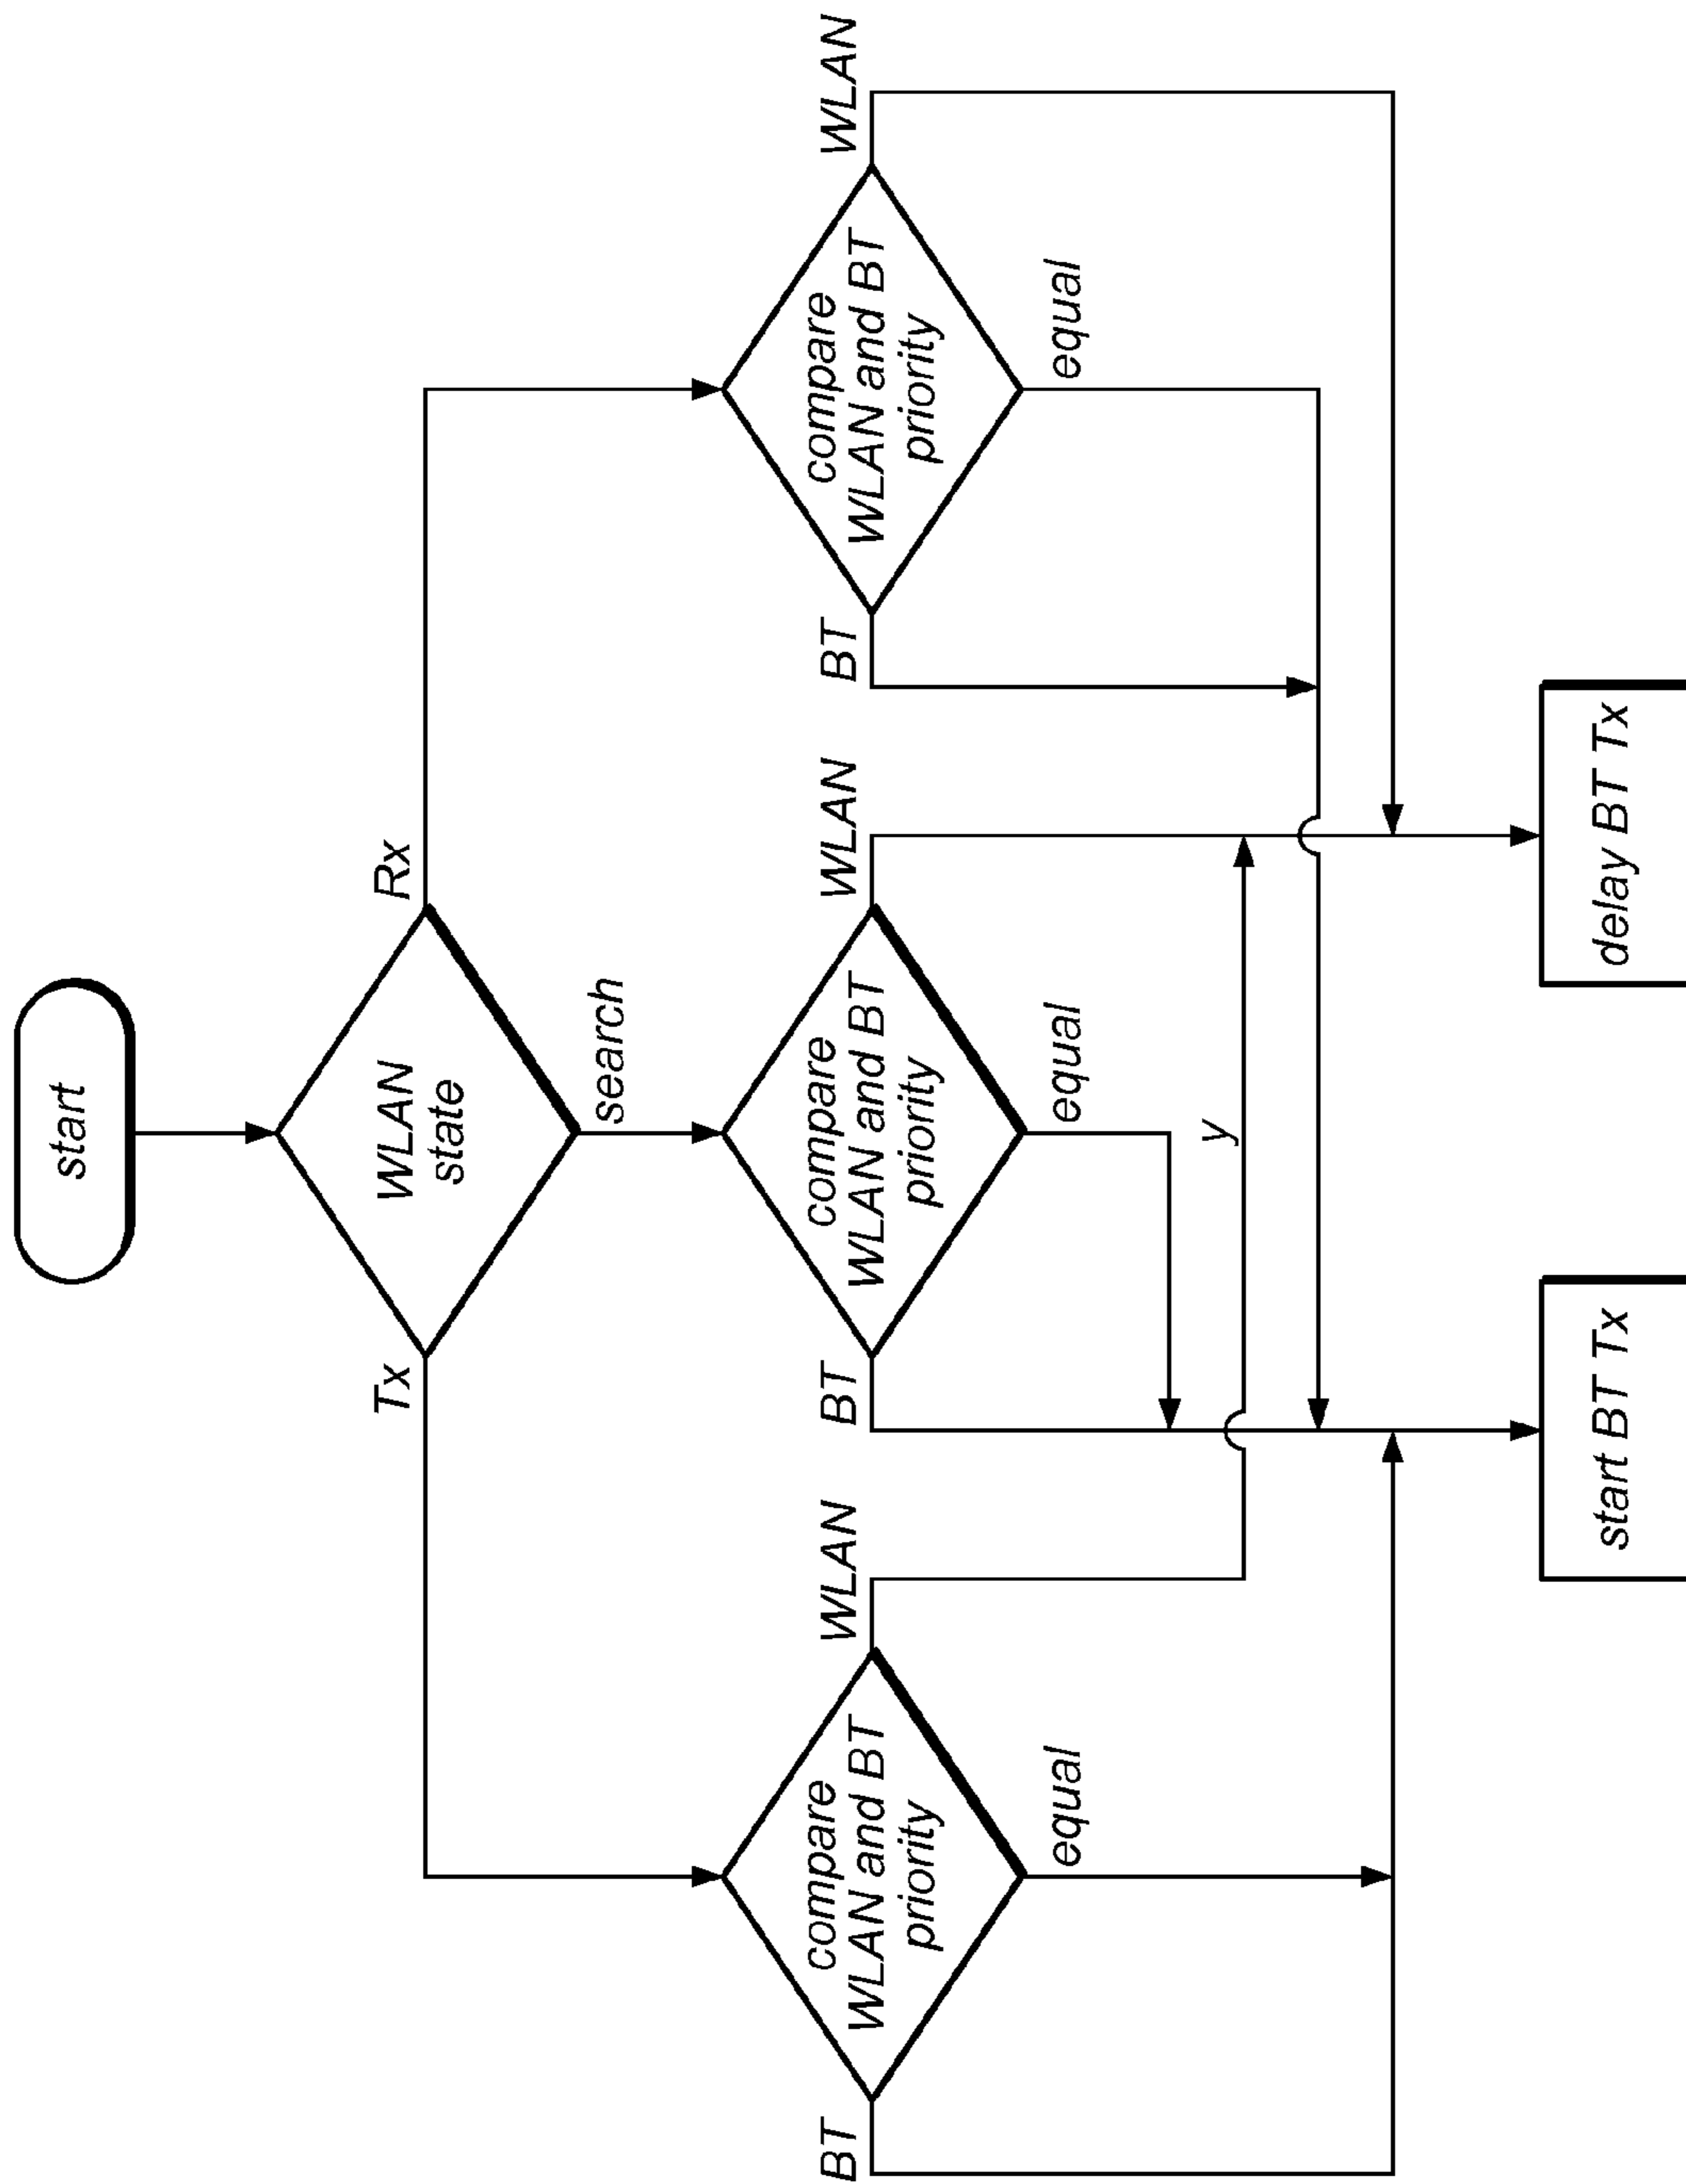 start
WLAN
state
Tx
Rx
search
BT
compare
WLAN and BT
priority
WLAN
equal
BT
compare
WLAN and BT
priority
WLAN
equal
BT
compare
WLAN and BT
priority
WLAN
equal
y
start BT Tx
delay BT Tx